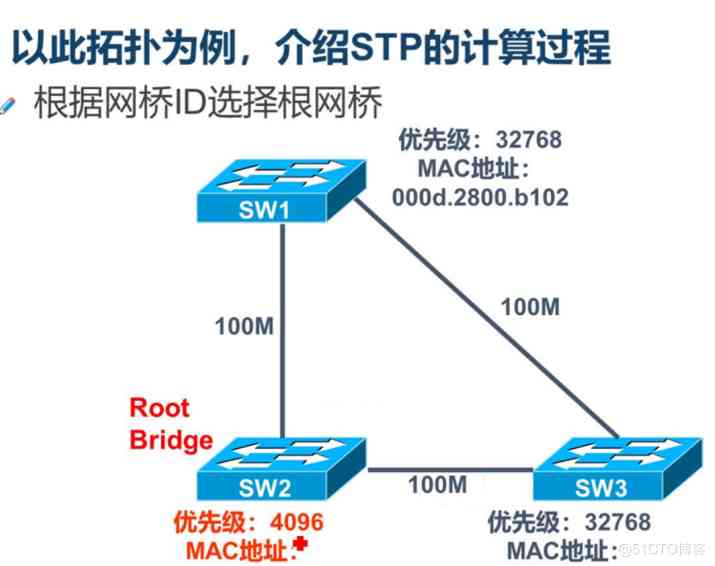 以此拓扑为例，介绍STP的计算过程
根据网桥ID选择根网桥
优先级：32768
MAC地址：
000d.2800.b102
SW1
100M
100M
Root
Bridge
SW2
100M
SW3
优先级：4096
MAC地址：
优先级：32768
MAC地址：
@51CTO博客